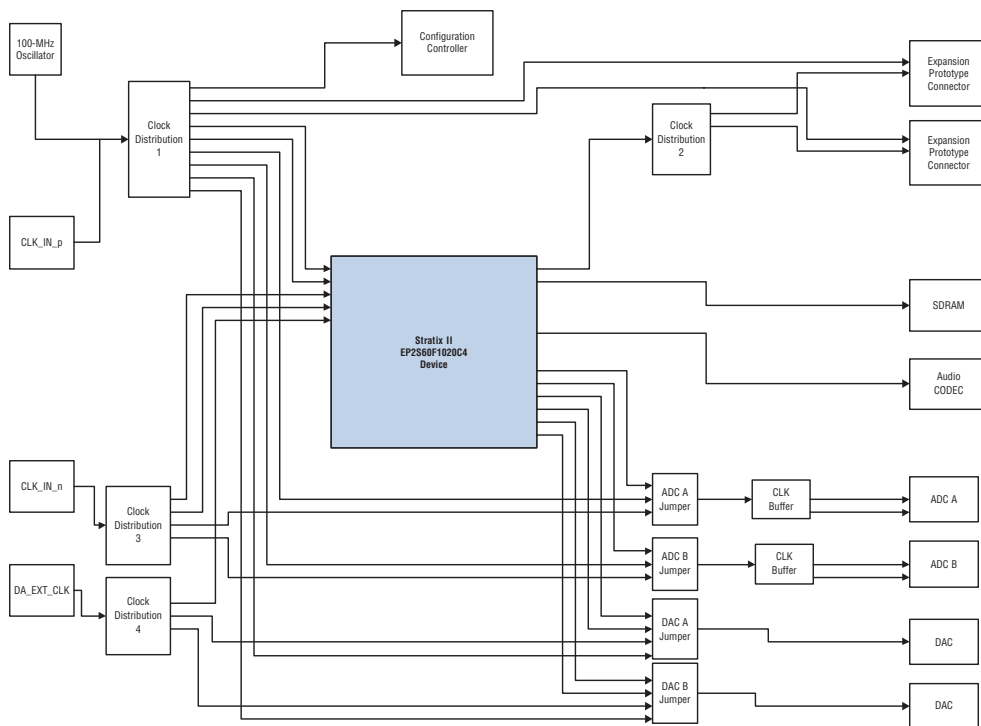 100-MHz
Oscillator
Configuration
Controller
Expansion
Prototype
Connector
Clock
Distribution
1
Clock
Distribution
2
Expansion
Prototype
Connector
CLK_IN_p
SDRAM
Stratix II
EP2S60F1020C4
Device
Audio
CODEC
CLK_IN_n
Clock
Distribution
3
ADC A
Jumper
CLK
Buffer
ADC A
ADC B
Jumper
CLK
Buffer
ADC B
DA_EXT_CLK
Clock
Distribution
4
DAC A
Jumper
DAC
DAC B
Jumper
DAC